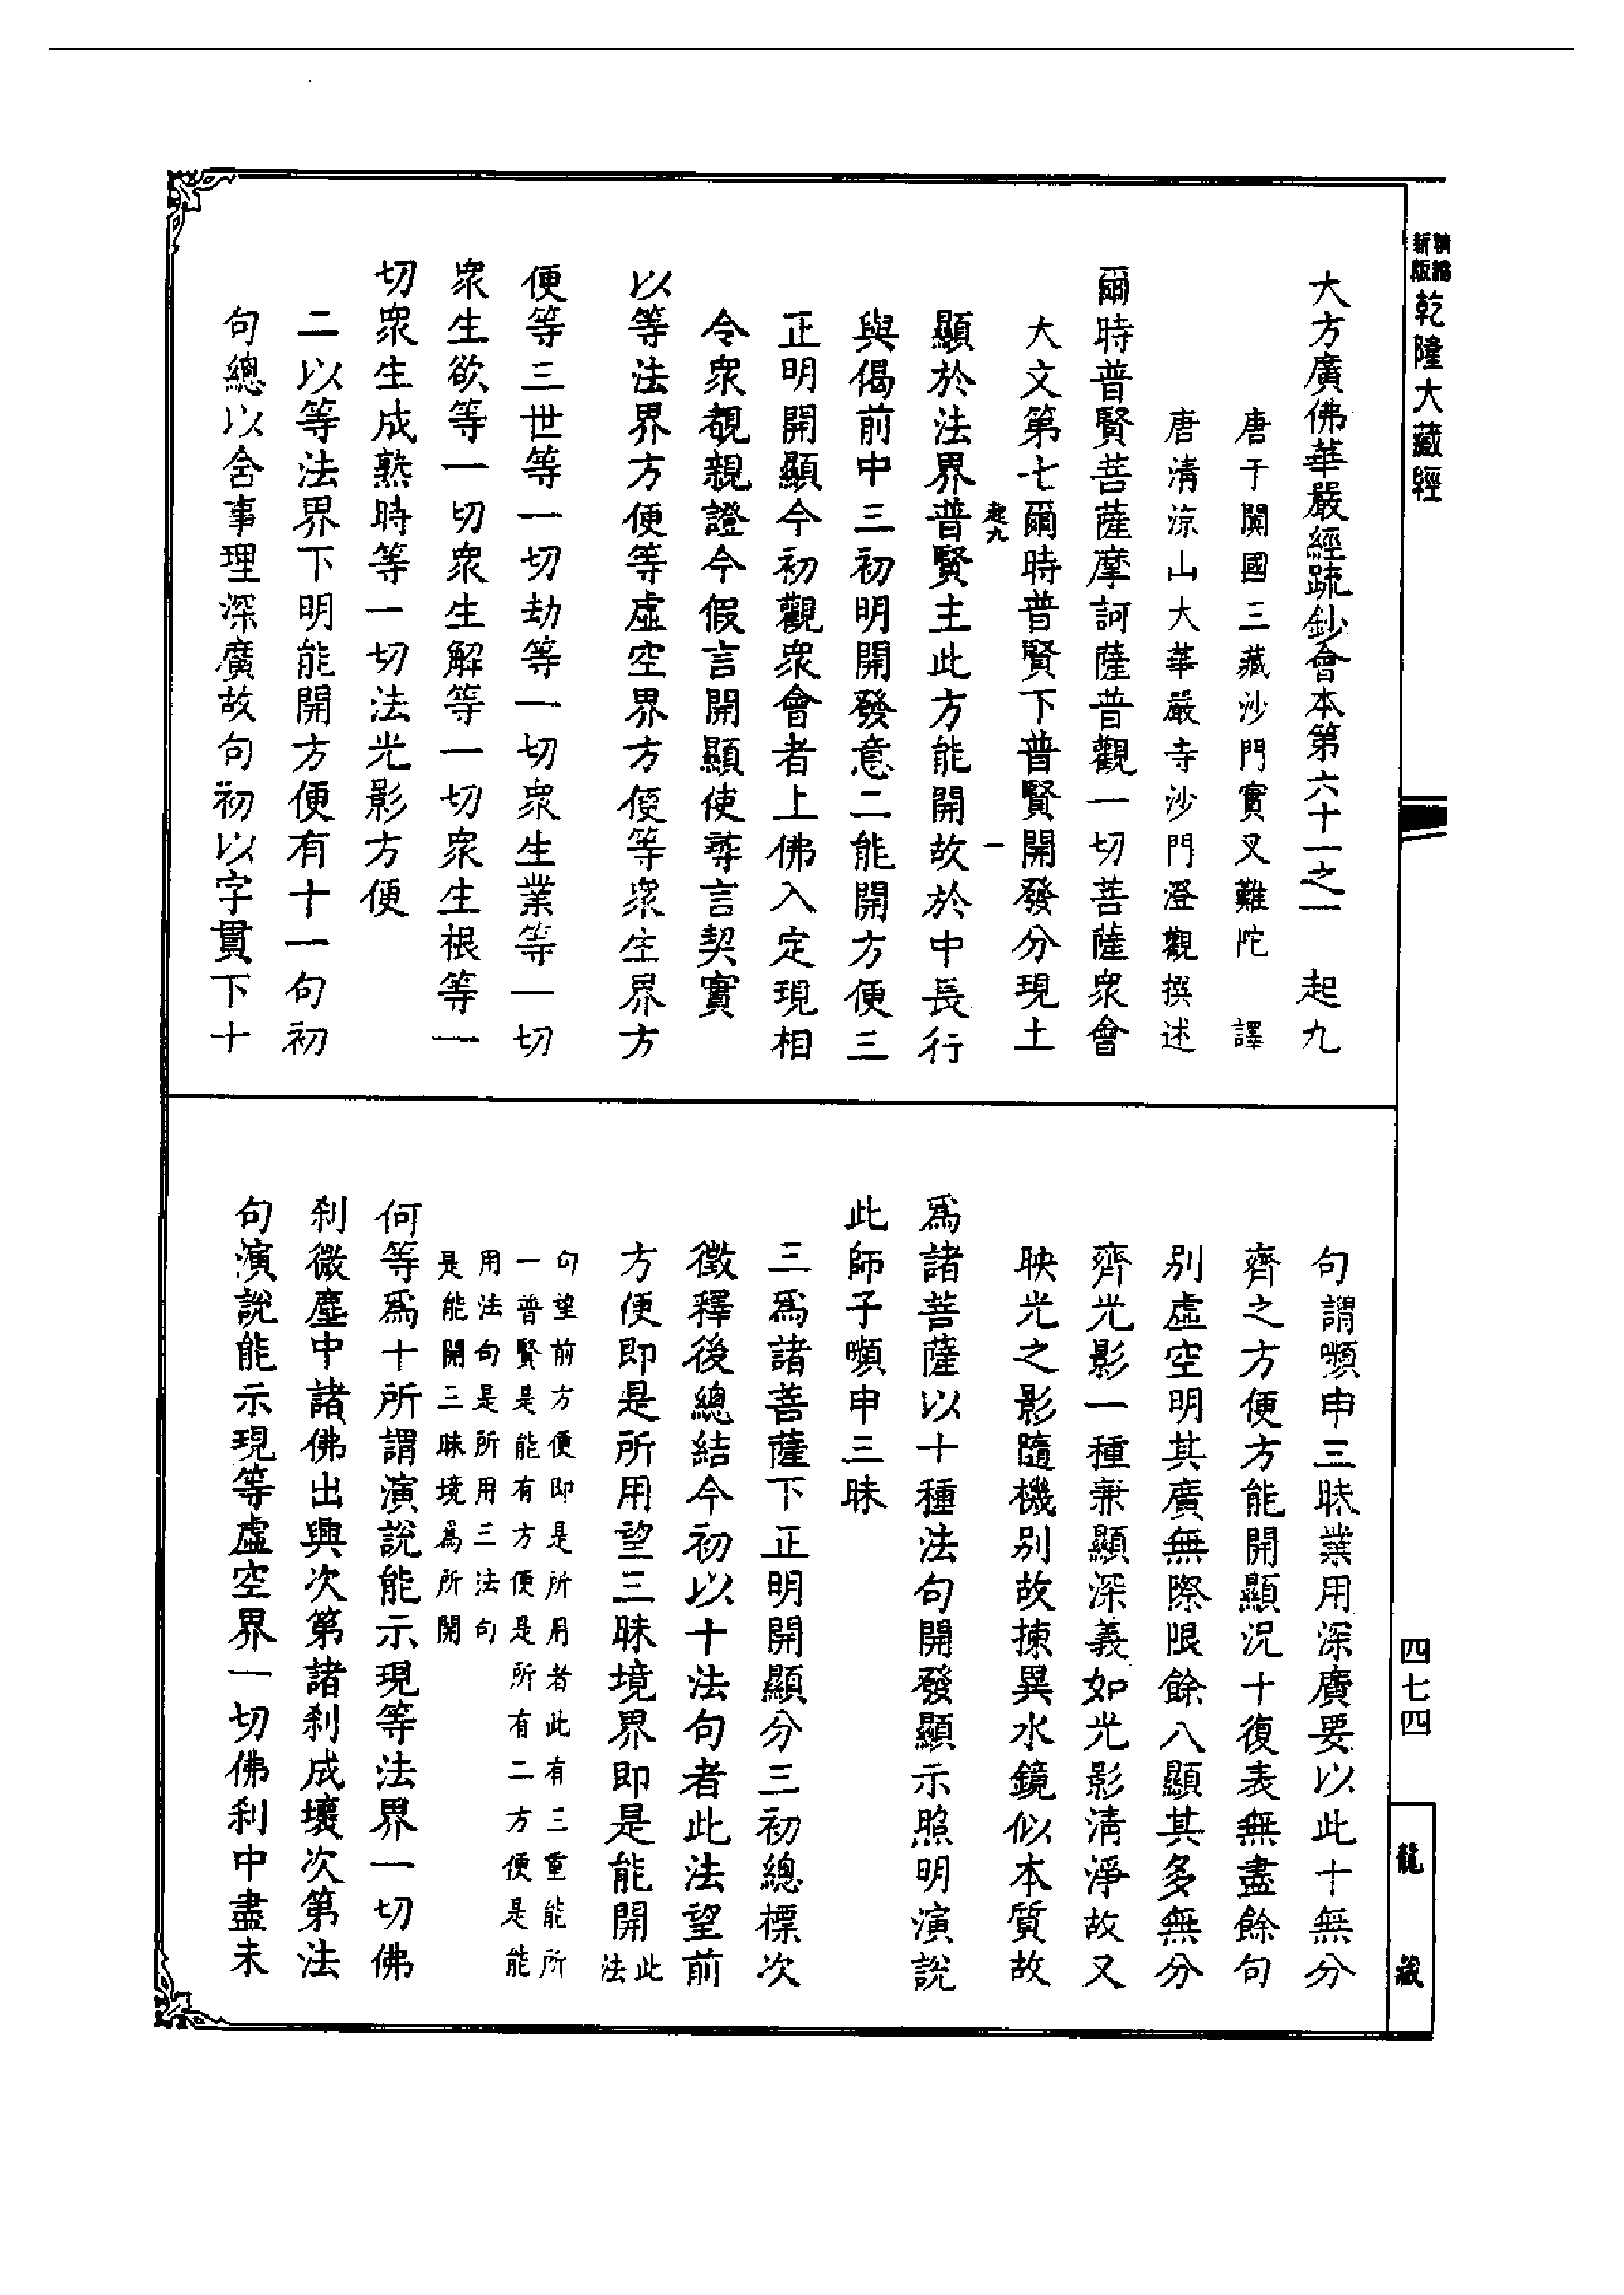 新版精縮乾隆大藏經
大方廣佛華嚴經疏鈔會本第六十一之一　起九
唐于闐國三藏沙門實叉難陀　譯
唐清涼山大華嚴寺沙門澄觀撰述
爾時普賢菩薩摩訶薩普觀一切菩薩衆會
大文第七爾時普賢下普賢開發分現土
起九　一
顯於法界普賢主此方能開故於中長行
與偈前中三初明開發意二能開方便三
正明開顯今初觀衆會者上佛入定現相
令衆覩親證今假言開顯使尋言契實
以等法界方便等虛空界方便等衆生界方
便等三世等一切劫等一切衆生業等一切
衆生欲等一切衆生解等一切衆生根等一
切衆生成熟時等一切法光影方便
二以等法界下明能開方便有十一句初
句總以含事理深廣故句初以字貫下十
句謂嚬申三昧業用深廣要以此十無分
齊之方便方能開顯況十復表無盡餘句
別虛空明其廣無際限餘八顯其多無分
齊光影一種兼顯深義如光影清淨故又
映光之影隨機別故揀異水鏡似本質故
爲諸菩薩以十種法句開發顯示照明演說
此師子嚬申三昧
三爲諸菩薩下正明開顯分三初總標次
徵釋後總結今初以十法句者此法望前
方便即是所用望三昧境界即是能開此法
句望前方便即是所用者此有三重能所
一普賢是能有方便是所有二方便是能
用法句是所用三法句
是能開三昧境爲所開
何等爲十所謂演說能示現等法界一切佛
刹微塵中諸佛出興次第諸刹成壞次第法
句演說能示現等虛空界一切佛刹中盡未
四七四
龍藏